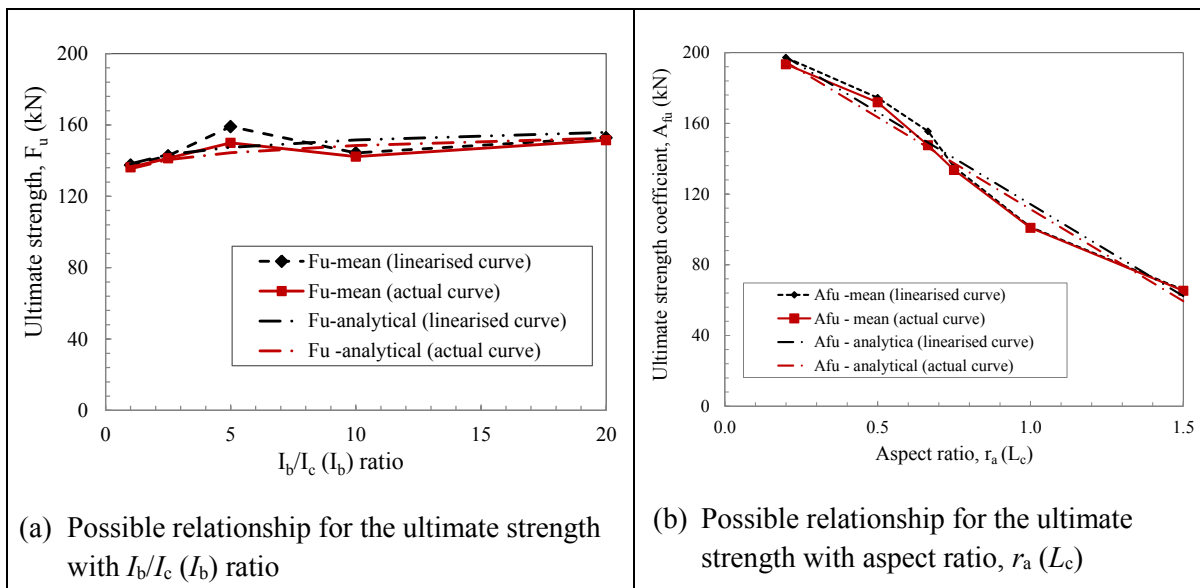 200
160
120
80
40
0
Ultimate strength, Fu (kN)
Fu-mean (linearised curve)
Fu-mean (actual curve)
Fu-analytical (linearised curve)
Fu -analytical (actual curve)
0 5 10 15 20
Ib/Ic (Ib) ratio
(a) Possible relationship for the ultimate strength
with Ib/Ic (Ib) ratio
200
160
120
80
40
0
Ultimate strength coefficient, Afu (kN)
Afu -mean (linearised curve)
Afu - mean (actual curve)
Afu - analytica (linearised curve)
Afu - analytical (actual curve)
0.0 0.5 1.0 1.5
Aspect ratio, ra (Lc)
(b) Possible relationship for the ultimate
strength with aspect ratio, ra (Lc)